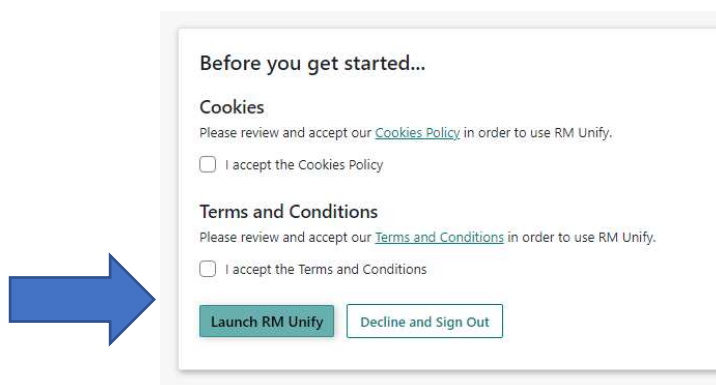 Before you get started...
Cookies
Please review and accept our Cookies Policy in order to use RM Unify.
I accept the Cookies Policy
Terms and Conditions
Please review and accept our Terms and Conditions in order to use RM Unify.
I accept the Terms and Conditions
Launch RM Unify Decline and Sign Out